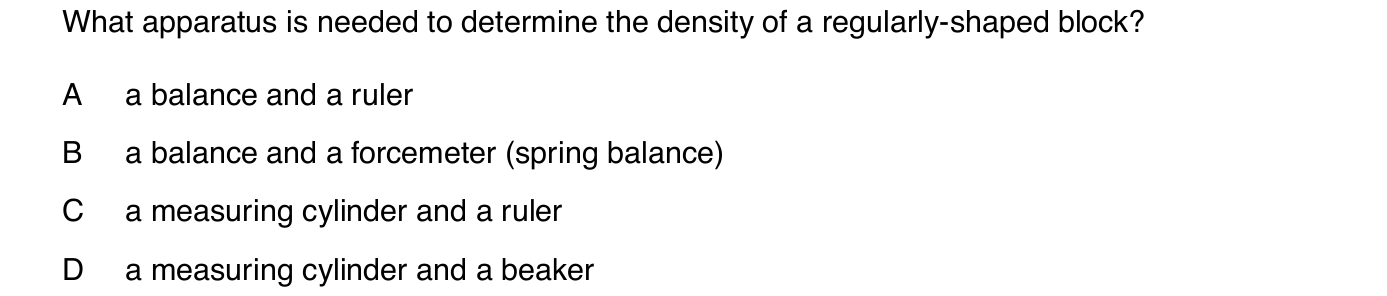 What apparatus is needed to determine the density of a regularly-shaped block?
A a balance and a ruler
B a balance and a forcemeter (spring balance)
C a measuring cylinder and a ruler
D a measuring cylinder and a beaker